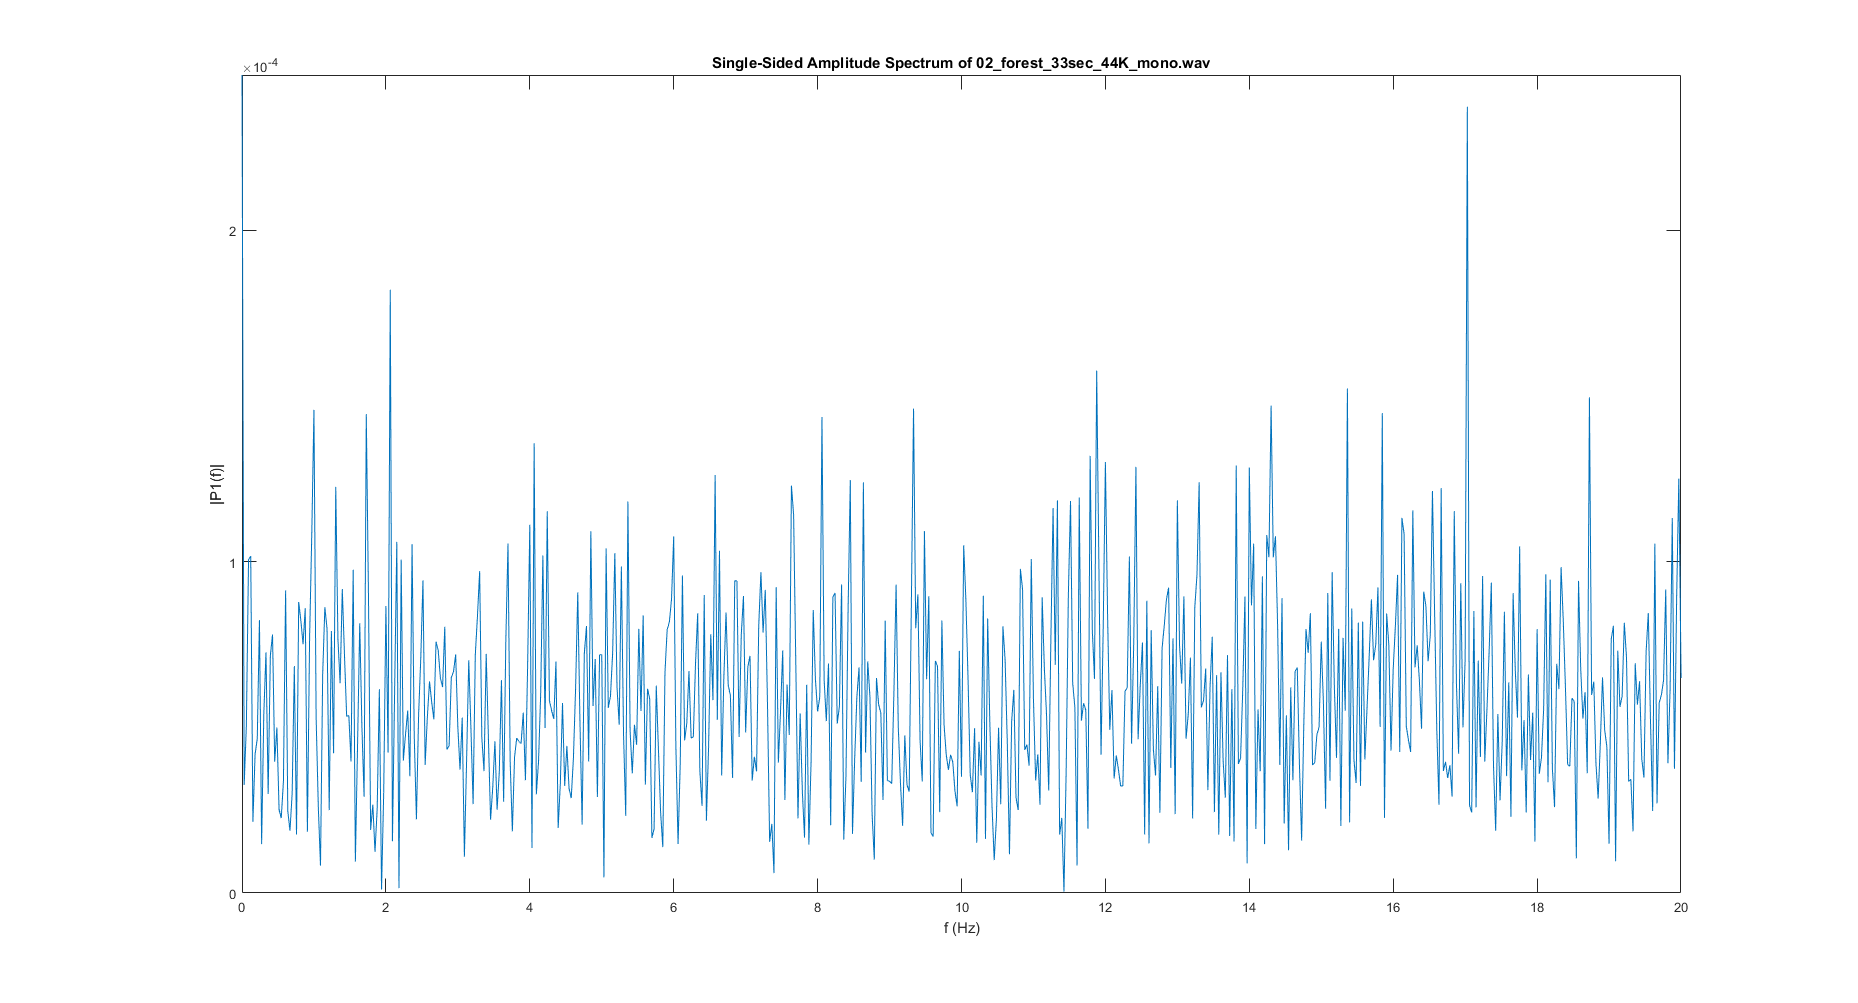 Single-Sided Amplitude Spectrum of 02_forest_33sec_44K_mono.wav
×10-4
2
1
0
|P1(f)|
0 2 4 6 8 10 12 14 16 18 20
f (Hz)